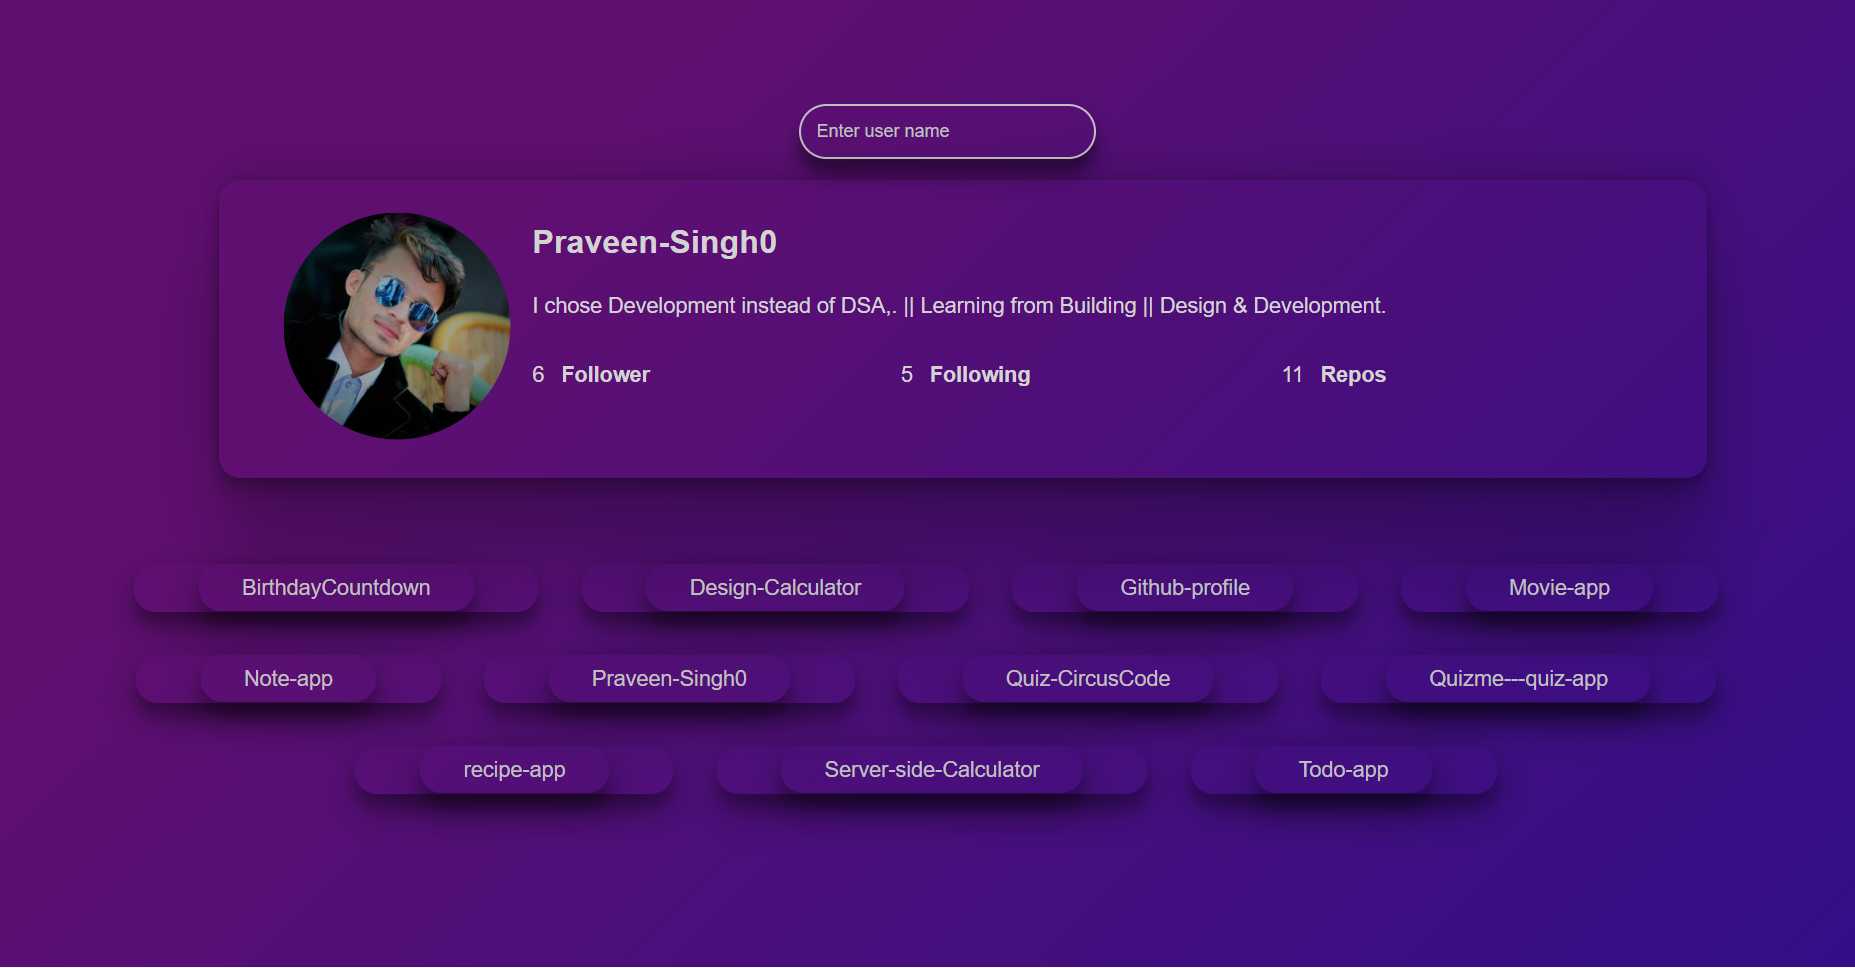 Enter user name
Praveen-Singh0
I chose Development instead of DSA,. || Learning from Building || Design & Development.
6 Follower 5 Following 11 Repos
BirthdayCountdown Design-Calculator Github-profile Movie-app
Note-app Praveen-Singh0 Quiz-CircusCode Quizme---quiz-app
recipe-app Server-side-Calculator Todo-app